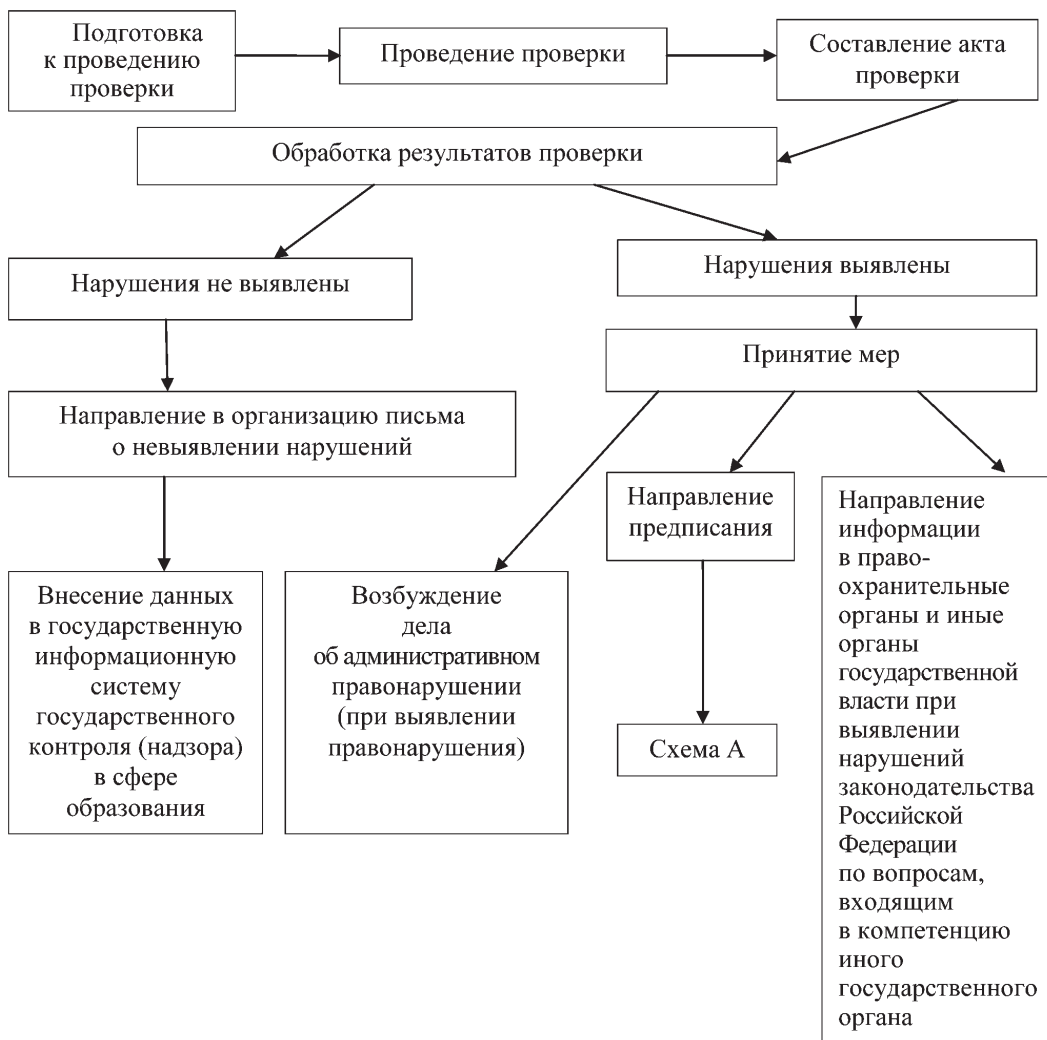 Подготовка
к проведению
проверки
Проведение проверки
Составление акта
проверки
Обработка результатов проверки
Нарушения не выявлены
Нарушения выявлены
Принятие мер
Направление в организацию письма
о невыявлении нарушений
Направление
предписания
Направление
информации
в право-
охранительные
органы и иные
органы
государственной
власти при
выявлении
нарушений
законодательства
Российской
Федерации
по вопросам,
входящим
в компетенцию
иного
государственного
органа
Внесение данных
в государственную
информационную
систему
государственного
контроля (надзора)
в сфере
образования
Возбуждение
дела
об административном
правонарушении
(при выявлении
правонарушения)
Схема А